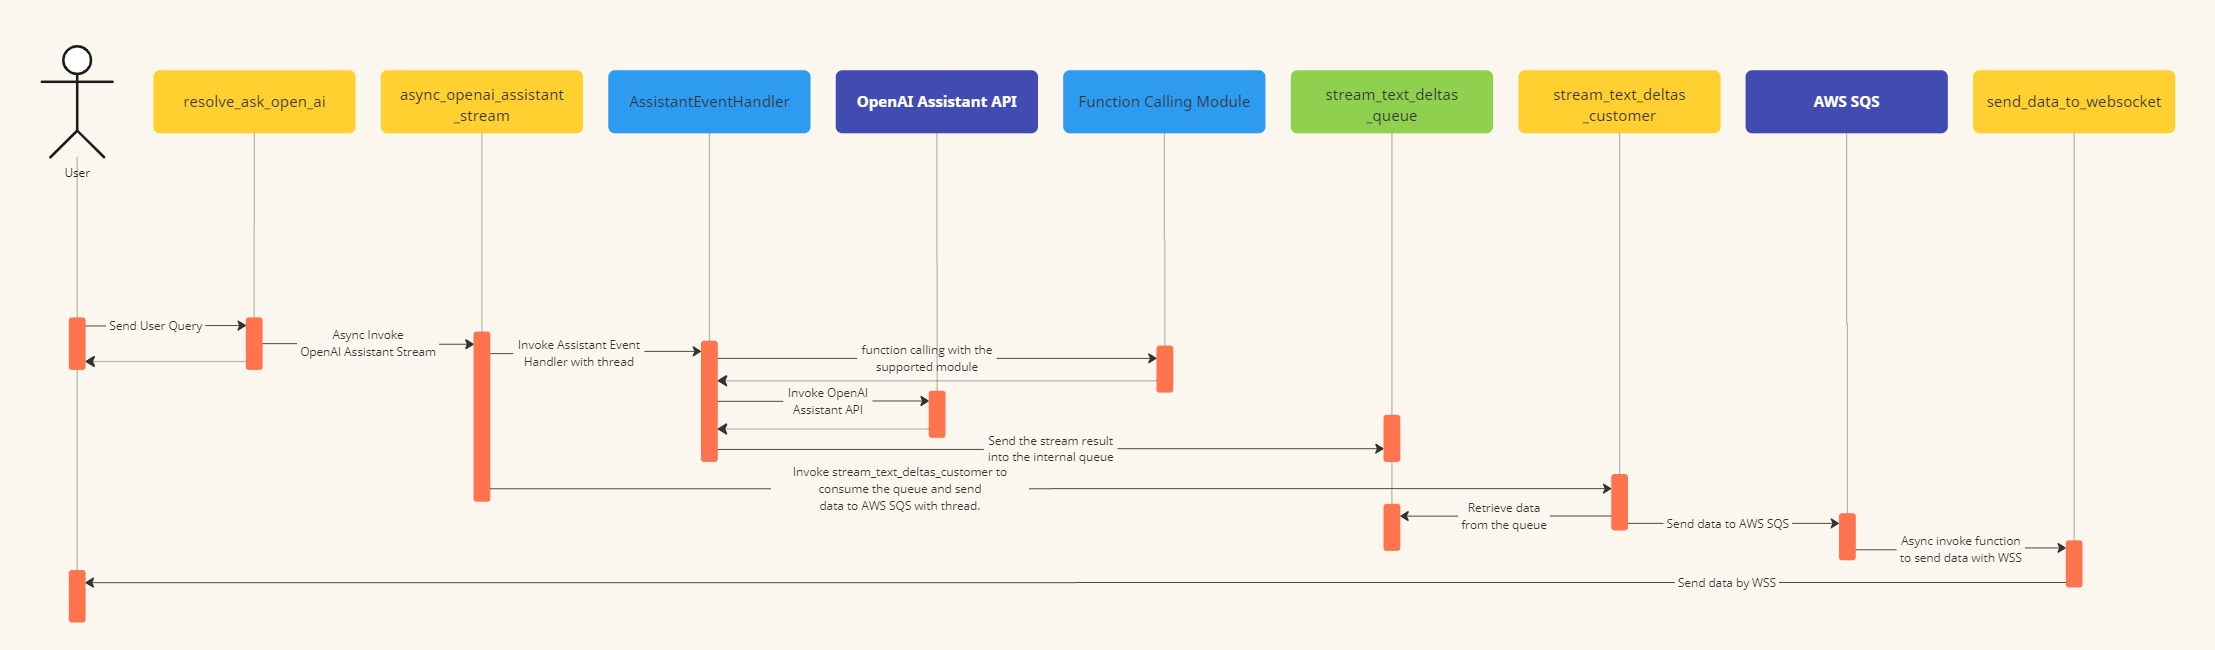 resolve_ask_open_ai
async_openai_assistant
_stream
AssistantEventHandler
OpenAI Assistant API
Function Calling Module
stream_text_deltas
_queue
stream_text_deltas
_customer
AWS SQS
send_data_to_websocket
User
Send User Query
Async Invoke
OpenAI Assistant Stream
Invoke Assistant Event
Handler with thread
function calling with the
supported module
Invoke OpenAI
Assistant API
Send the stream result
into the internal queue
Invoke stream_text_deltas_customer to
consume the queue and send
data to AWS SQS with thread.
Retrieve data
from the queue
Send data to AWS SQS
Async invoke function
to send data with WSS
Send data by WSS